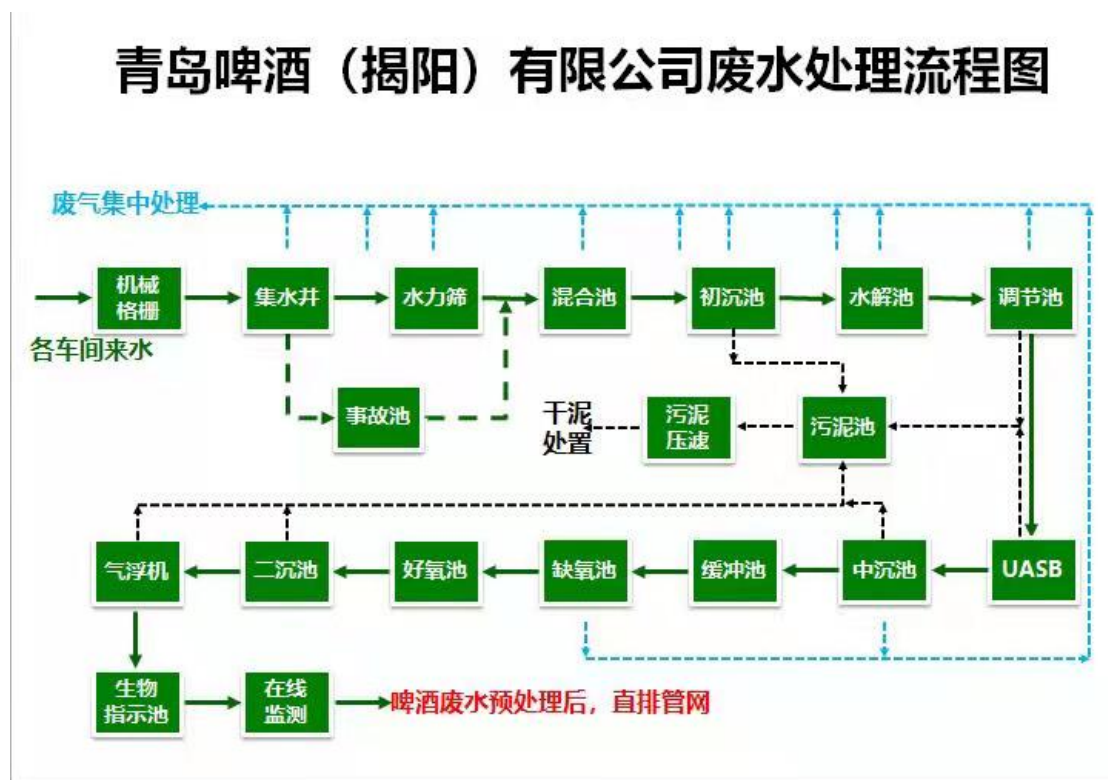 青岛啤酒（揭阳）有限公司废水处理流程图
废气集中处理
机械
格栅
集水井
水力筛
混合池
初沉池
水解池
调节池
各车间来水
事故池
干泥
处置
污泥
压滤
污泥池
气浮机
二沉池
好氧池
缺氧池
缓冲池
中沉池
UASB
生物
指示池
在线
监测
啤酒废水预处理后，直排管网